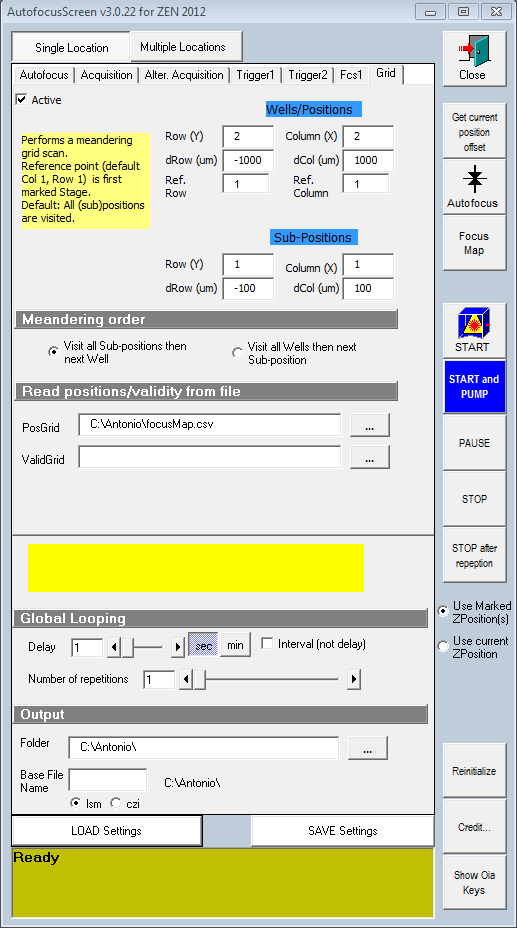 AutofocusScreen v3.0.22 for ZEN 2012
Single Location
Multiple Locations
Close
Autofocus
Acquisition
Alter. Acquisition
Trigger1
Trigger2
Fcs1
Grid
Active
Performs a meandering
grid scan.
Reference point (default
Col 1, Row 1)  is first
marked Stage.
Default: All (sub)positions
are visited.
Wells/Positions
Row (Y)
2
Column (X)
2
dRow (um)
-1000
dCol (um)
1000
Ref.
Row
1
Ref.
Column
1
Sub-Positions
Row (Y)
1
Column (X)
1
dRow (um)
-100
dCol (um)
100
Meandering order
Visit all Sub-positions then
next Well
Visit all Wells then next
Sub-position
Read positions/validity from file
PosGrid
C:\Antonio\focusMap.csv
...
ValidGrid
...
Global Looping
Delay
1
sec
min
Interval (not delay)
Number of repetitions
1
Output
Folder
C:\Antonio\
...
Base File
Name
C:\Antonio\
lsm
czi
LOAD Settings
SAVE Settings
Ready
Get current
position
offset
Autofocus
Focus
Map
START
START and
PUMP
PAUSE
STOP
STOP after
repeption
Use Marked
ZPosition(s)
Use current
ZPosition
Reinitialize
Credit...
Show Oia
Keys